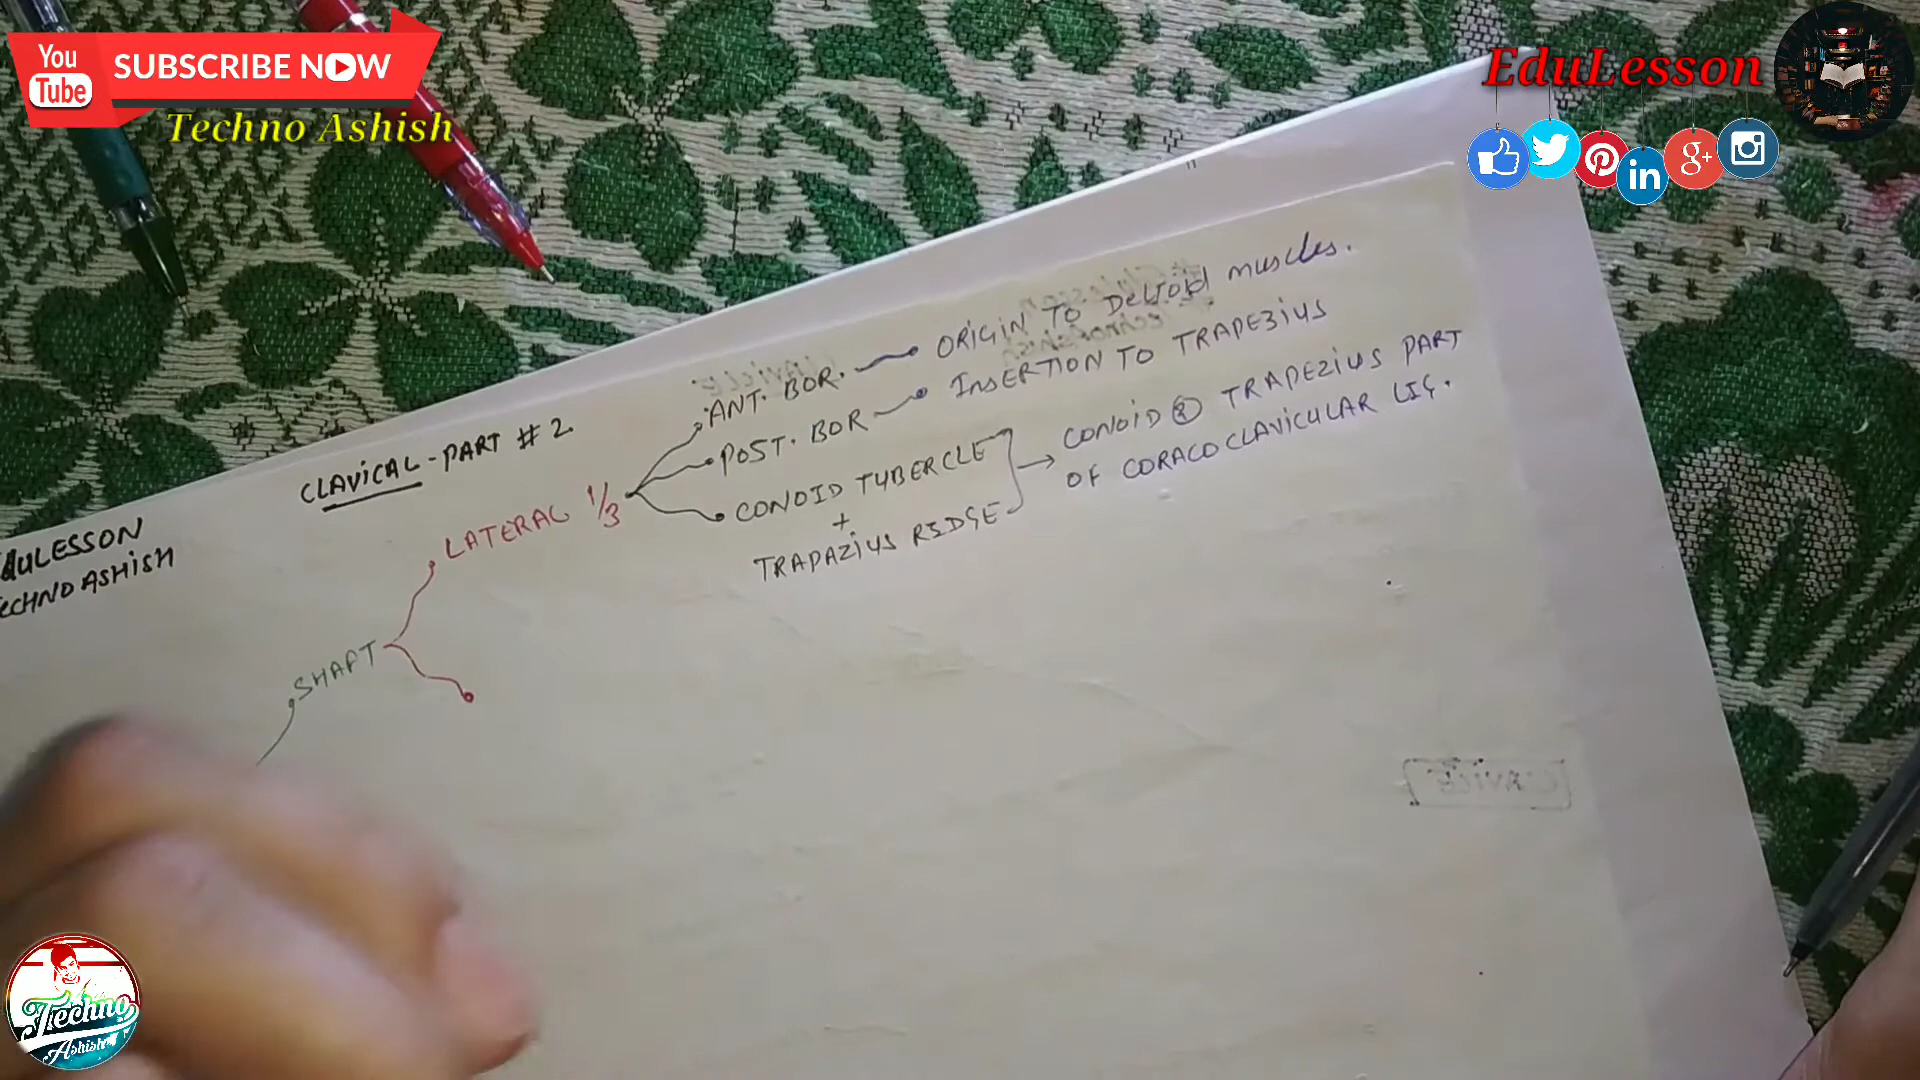 You
Tube
SUBSCRIBE NOW
Techno Ashish
EduLesson
in
g+
CLAVICAL - PART # 2.
EDULESSON
TECHNO ASHISH
SHAFT
LATERAL 1/3
ANT. BOR. ORIGIN TO DELTOID muscles.
POST. BOR INSERTION TO TRAPEZIUS
CONOID TUBERCLE
+
TRAPAZIUS RIDGE
CONOID & TRAPEZIUS PART
OF CORACOCLAVICULAR LIG.
Techno
Ashish